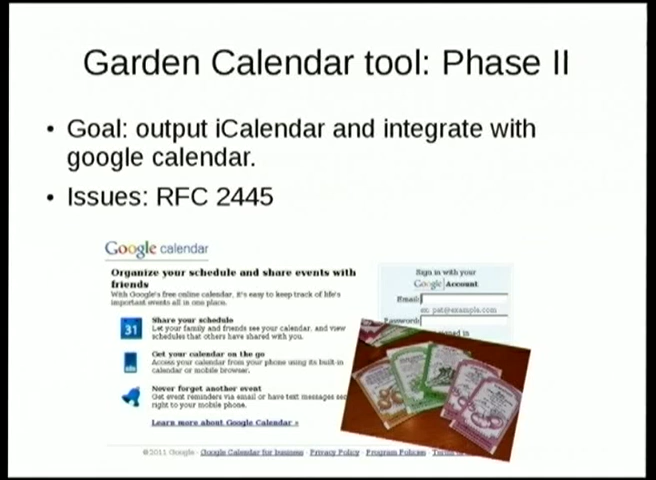 Garden Calendar tool: Phase II
• Goal: output iCalendar and integrate with
google calendar.
• Issues: RFC 2445
Google calendar
Organize your schedule and share events with
friends
With Google's free online calendar, it's easy to keep track of life's
important events all in one place.
Share your schedule
Let your family and friends see your calendar, and view
schedules that others have shared with you.
31
Get your calendar on the go
Access your calendar from your phone using its built-in
calendar or mobile browser.
Never forget another event
Get event reminders via email or have text messages
right to your mobile phone.
Learn more about Google Calendar »
Sign in with your
Google Account
Email:
ex: pat@example.com
Password:
©2011 Google - Google Calendar for business - Privacy Policy - Program Policies -